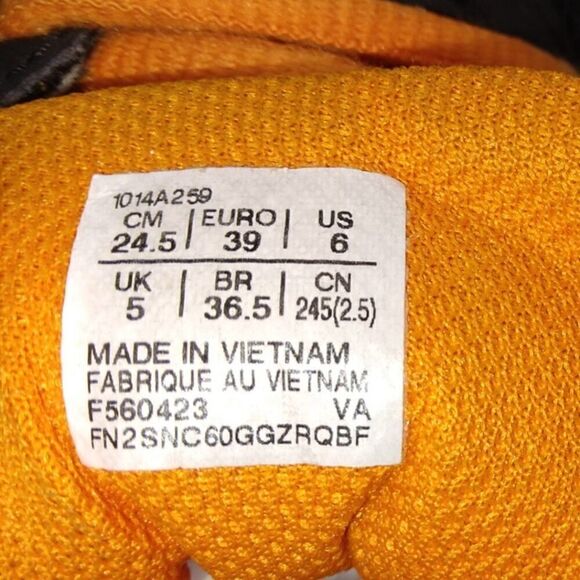 1014A259
CM | EURO | US
24.5 | 39 | 6
UK | BR | CN
5 | 36.5 | 245(2.5)
MADE IN VIETNAM
FABRIQUE AU VIETNAM
F560423 VA
FN2SNC60GGZRQBF